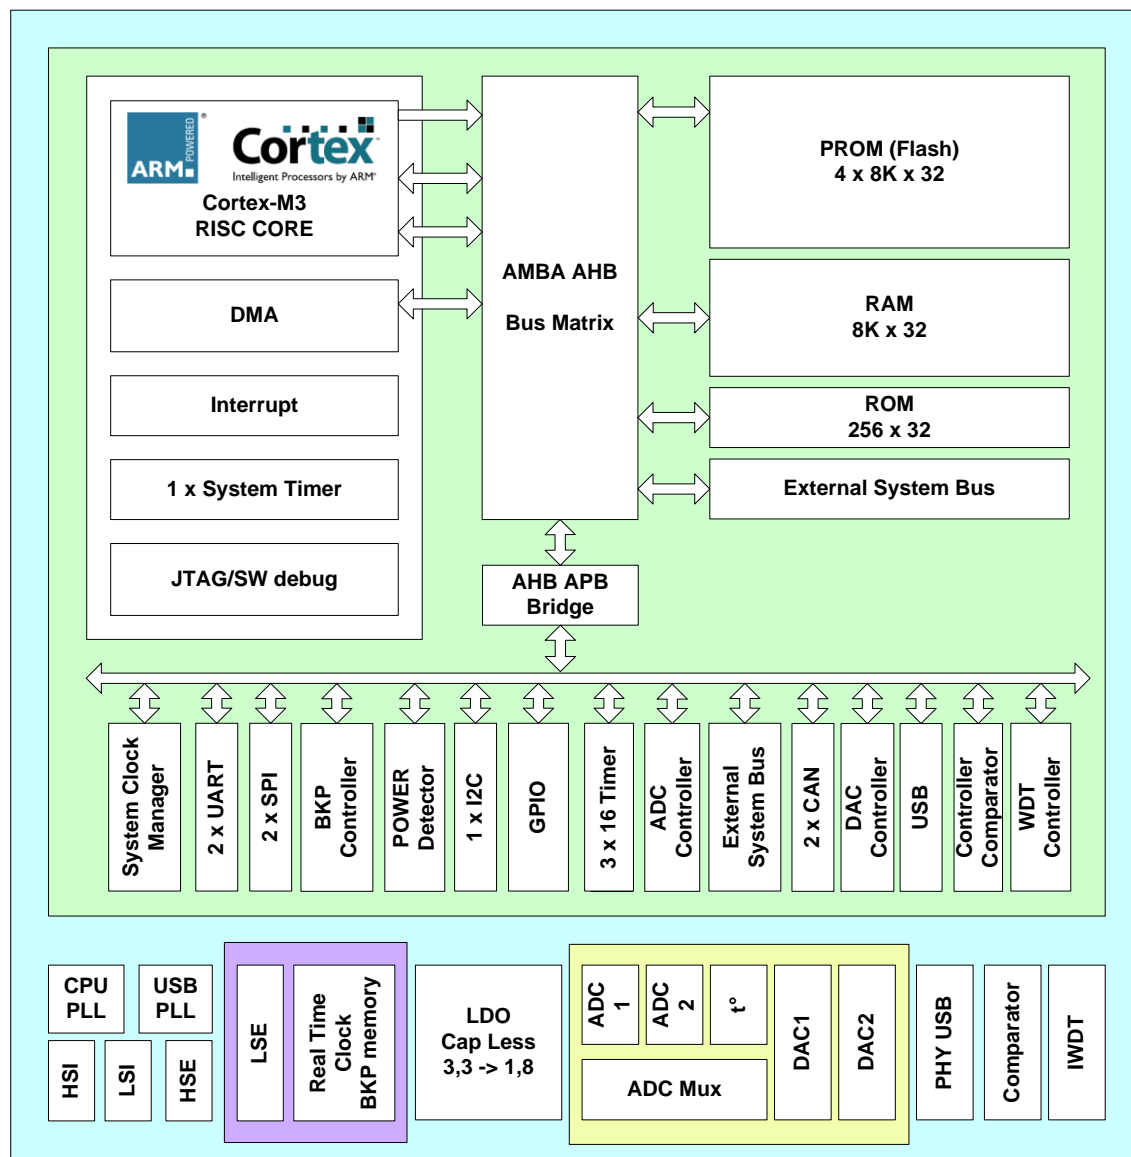 ARM
POWERED
®
Cortex
™
Intelligent Processors by ARM®
Cortex-M3
RISC CORE
DMA
Interrupt
1 x System Timer
JTAG/SW debug
AMBA AHB
Bus Matrix
AHB APB
Bridge
PROM (Flash)
4 x 8K x 32
RAM
8K x 32
ROM
256 x 32
External System Bus
System Clock
Manager
2 x UART
2 x SPI
BKP
Controller
POWER
Detector
1 x I2C
GPIO
3 x 16 Timer
ADC
Controller
External
System Bus
2 x CAN
DAC
Controller
USB
Controller
Comparator
WDT
Controller
CPU
PLL
USB
PLL
HSI
LSI
HSE
LSE
Real Time
Clock
BKP memory
LDO
Cap Less
3,3 -> 1,8
ADC
1
ADC
2
t°
ADC Mux
DAC1
DAC2
PHY USB
Comparator
IWDT